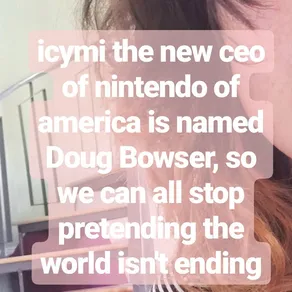 icymi the new ceo
of nintendo of
america is named
Doug Bowser, so
we can all stop
pretending the
world isn't ending